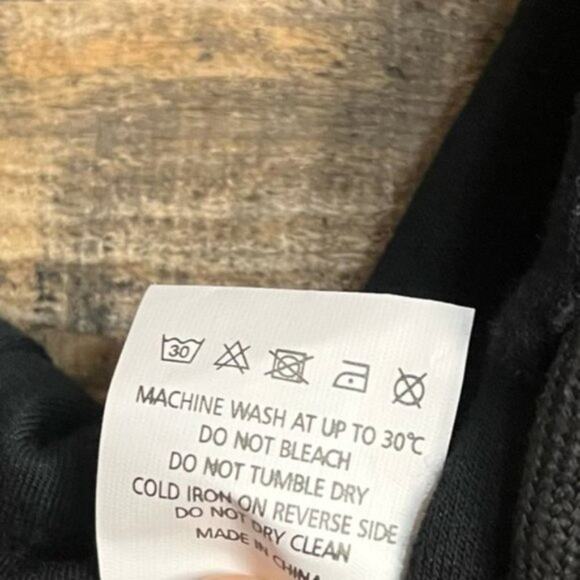 30
MACHINE WASH AT UP TO 30℃
DO NOT BLEACH
DO NOT TUMBLE DRY
COLD IRON ON REVERSE SIDE
DO NOT DRY CLEAN
MADE IN CHINA